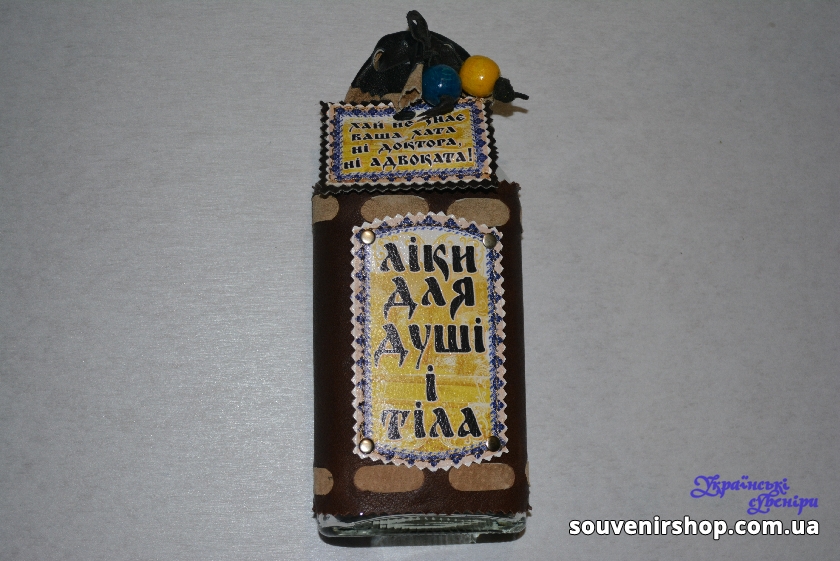 ХАЙ НЕ ЗНАЄ
ВАША ХАТА
НІ ДОКТОРА,
НІ АДВОКАТА!
ЛІКИ
ДЛЯ
ДУШІ
І
ТІЛА
Українські
сувеніри
souvenirshop.com.ua